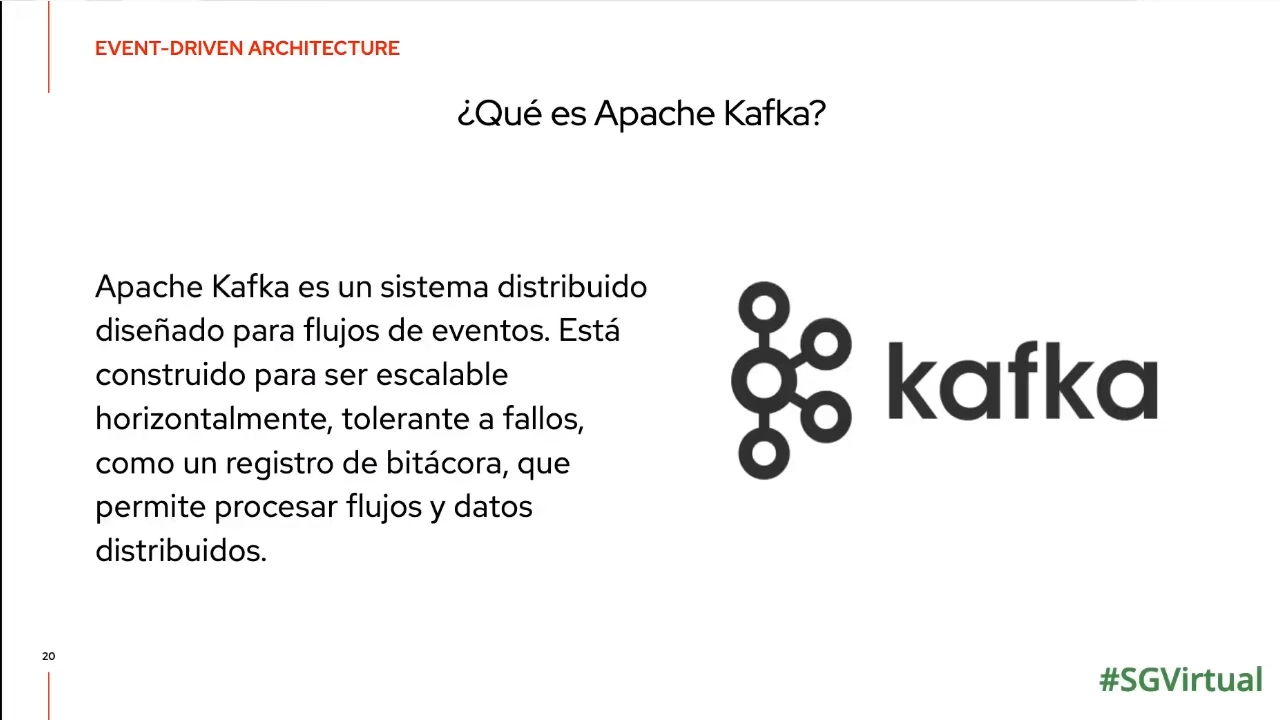 EVENT-DRIVEN ARCHITECTURE
¿Qué es Apache Kafka?
Apache Kafka es un sistema distribuido
diseñado para flujos de eventos. Está
construido para ser escalable
horizontalmente, tolerante a fallos,
como un registro de bitácora, que
permite procesar flujos y datos
distribuidos.
kafka
20
#SGVirtual